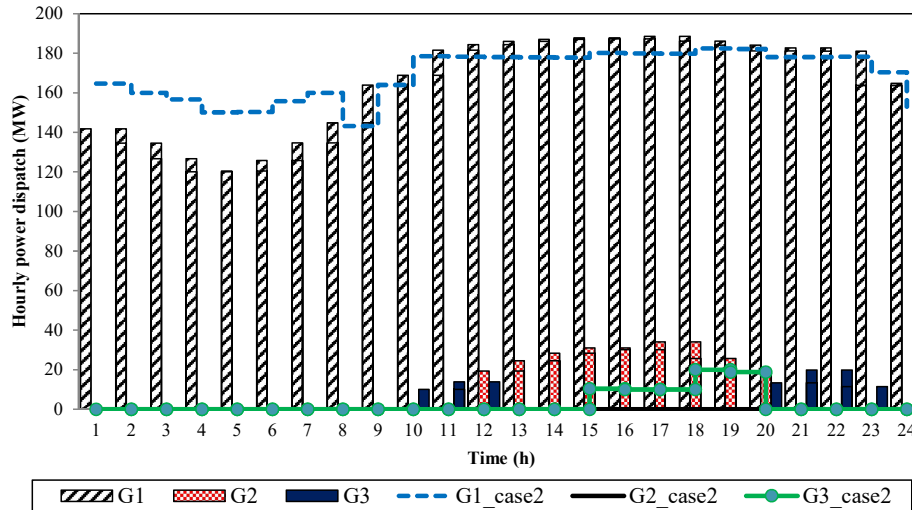 Hourly power dispatch (MW)
200
180
160
140
120
100
80
60
40
20
0
1 2 3 4 5 6 7 8 9 10 11 12 13 14 15 16 17 18 19 20 21 22 23 24
Time (h)
G1 G2 G3 G1_case2 G2_case2 G3_case2